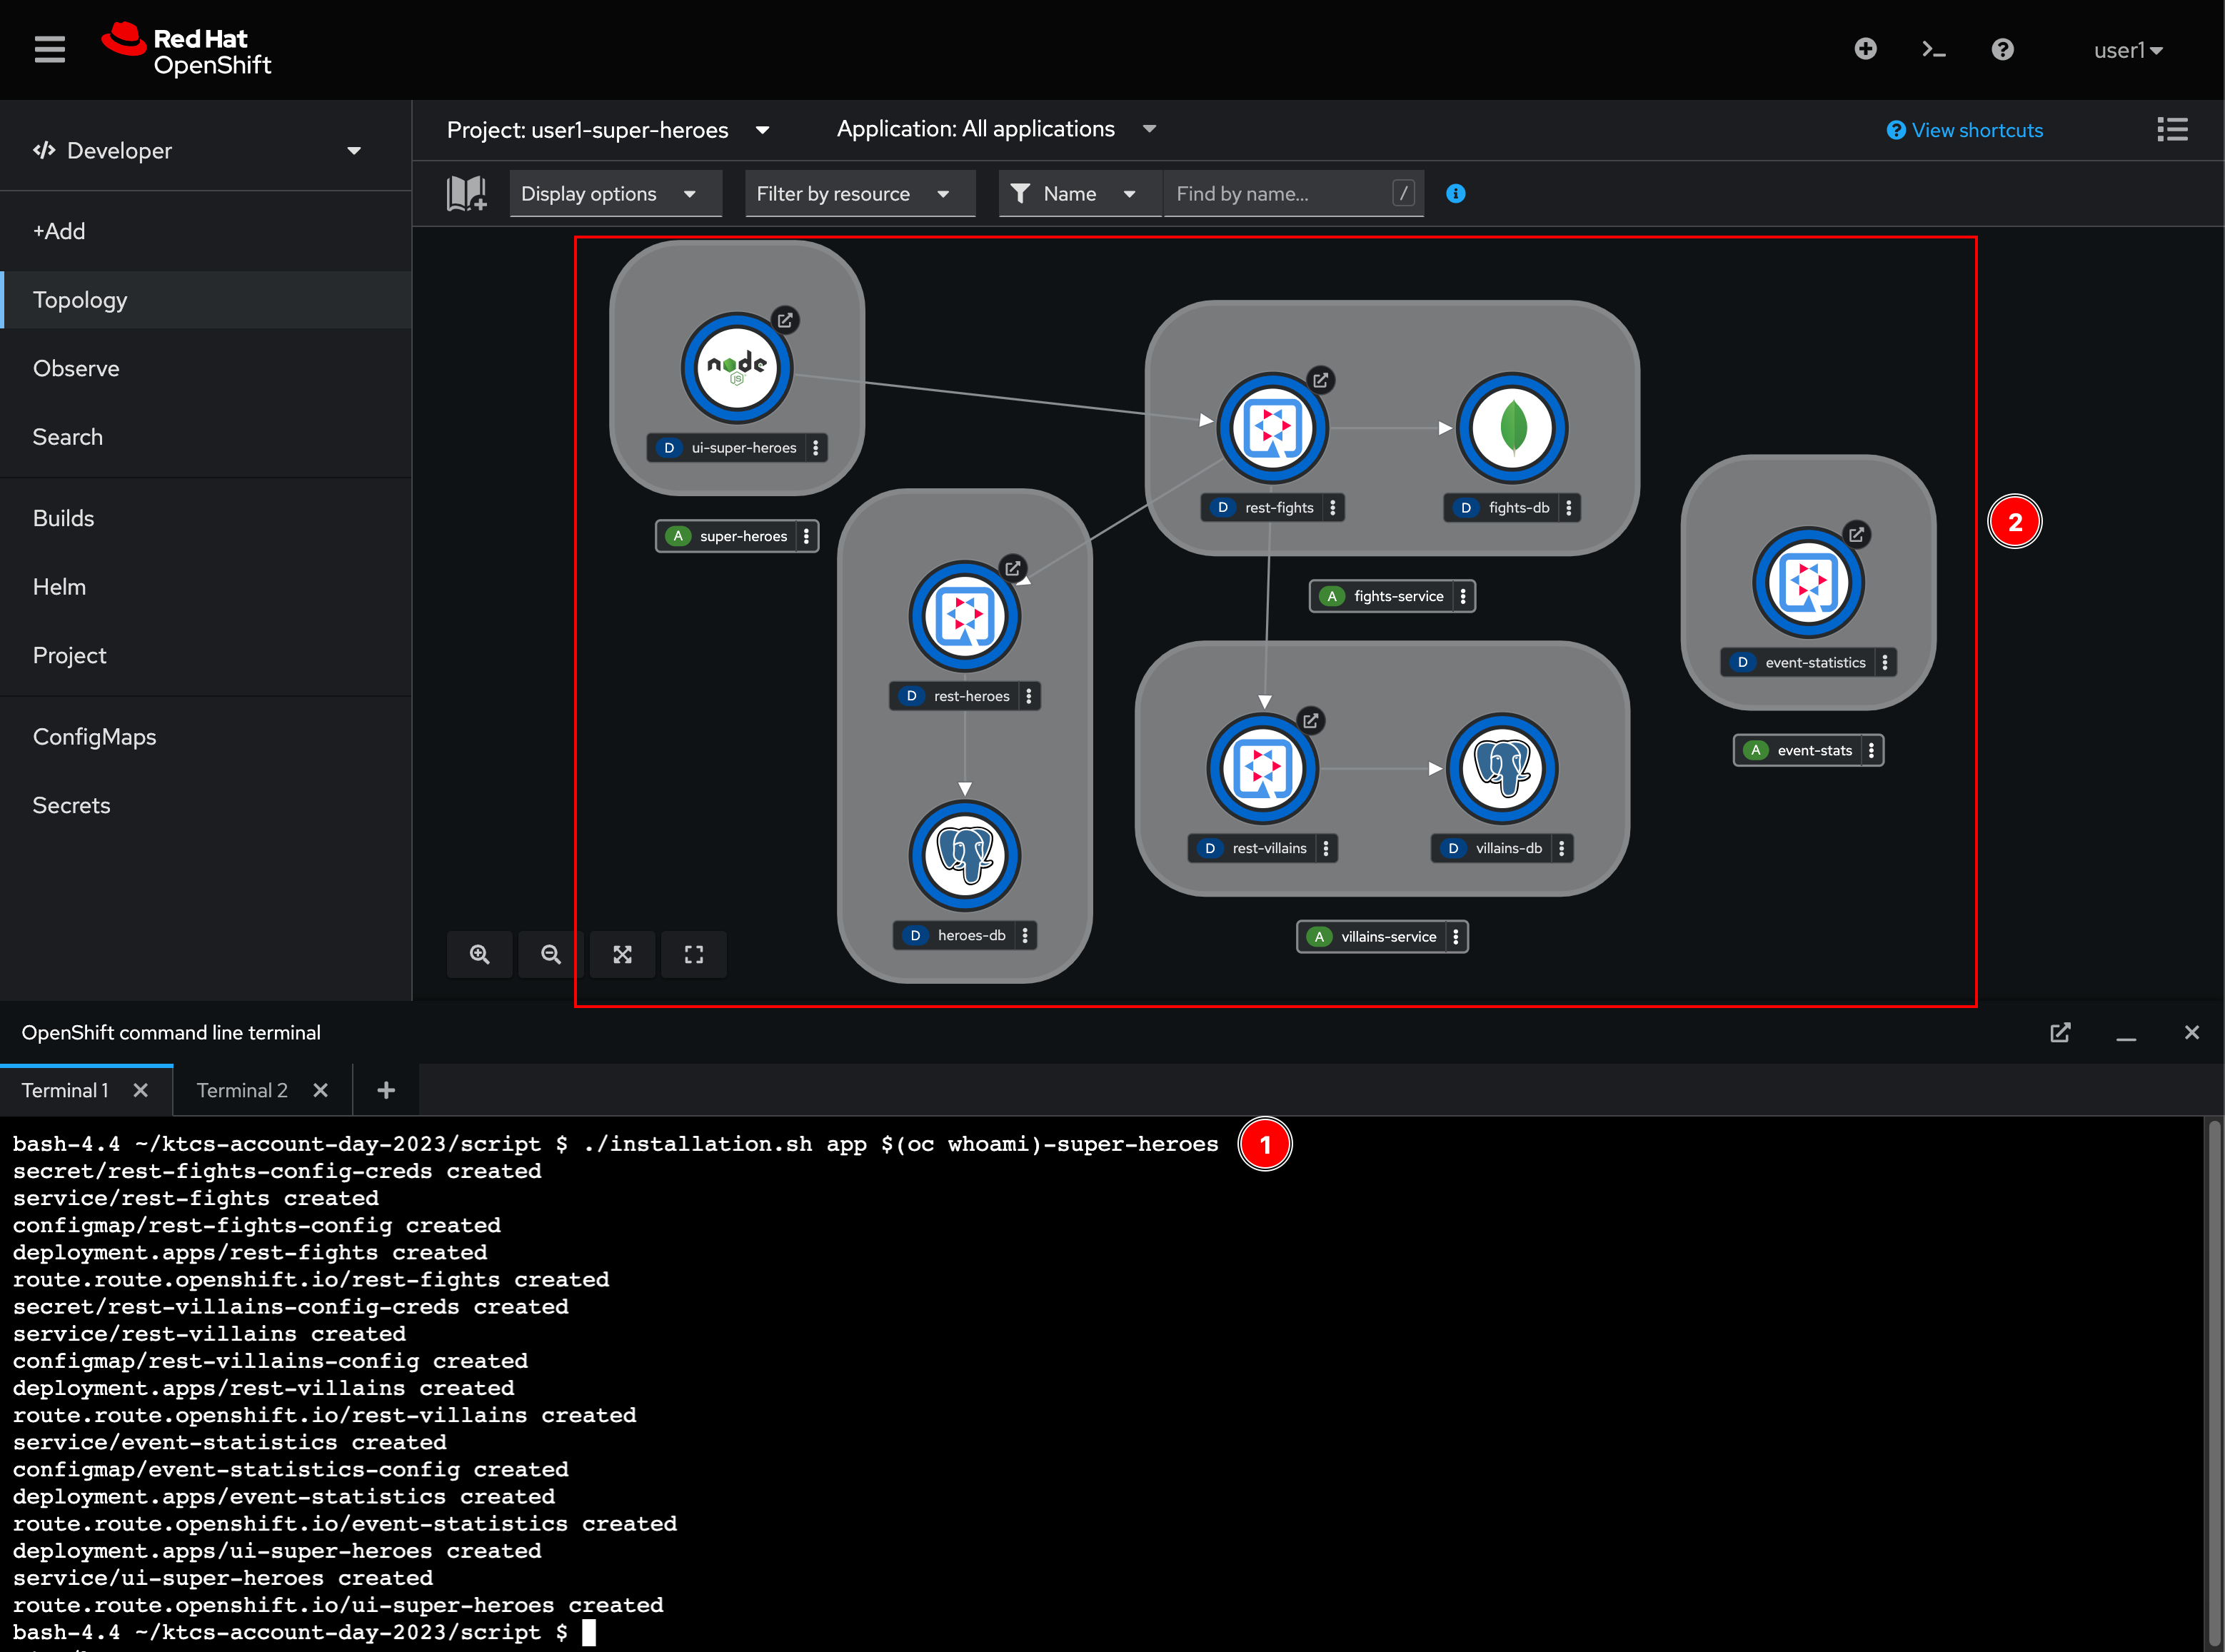 Red Hat
OpenShift
user1
Developer
+Add
Topology
Observe
Search
Builds
Helm
Project
ConfigMaps
Secrets
Project: user1-super-heroes
Application: All applications
View shortcuts
Display options
Filter by resource
Name
Find by name...
/
node
JS
D ui-super-heroes
A super-heroes
D rest-fights
D fights-db
A fights-service
D rest-heroes
D heroes-db
D rest-villains
D villains-db
A villains-service
D event-statistics
A event-stats
2
OpenShift command line terminal
Terminal 1
Terminal 2
bash-4.4 ~/ktcs-account-day-2023/script $ ./installation.sh app $(oc whoami)-super-heroes
1
secret/rest-fights-config-creds created
service/rest-fights created
configmap/rest-fights-config created
deployment.apps/rest-fights created
route.route.openshift.io/rest-fights created
secret/rest-villains-config-creds created
service/rest-villains created
configmap/rest-villains-config created
deployment.apps/rest-villains created
route.route.openshift.io/rest-villains created
service/event-statistics created
configmap/event-statistics-config created
deployment.apps/event-statistics created
route.route.openshift.io/event-statistics created
deployment.apps/ui-super-heroes created
service/ui-super-heroes created
route.route.openshift.io/ui-super-heroes created
bash-4.4 ~/ktcs-account-day-2023/script $